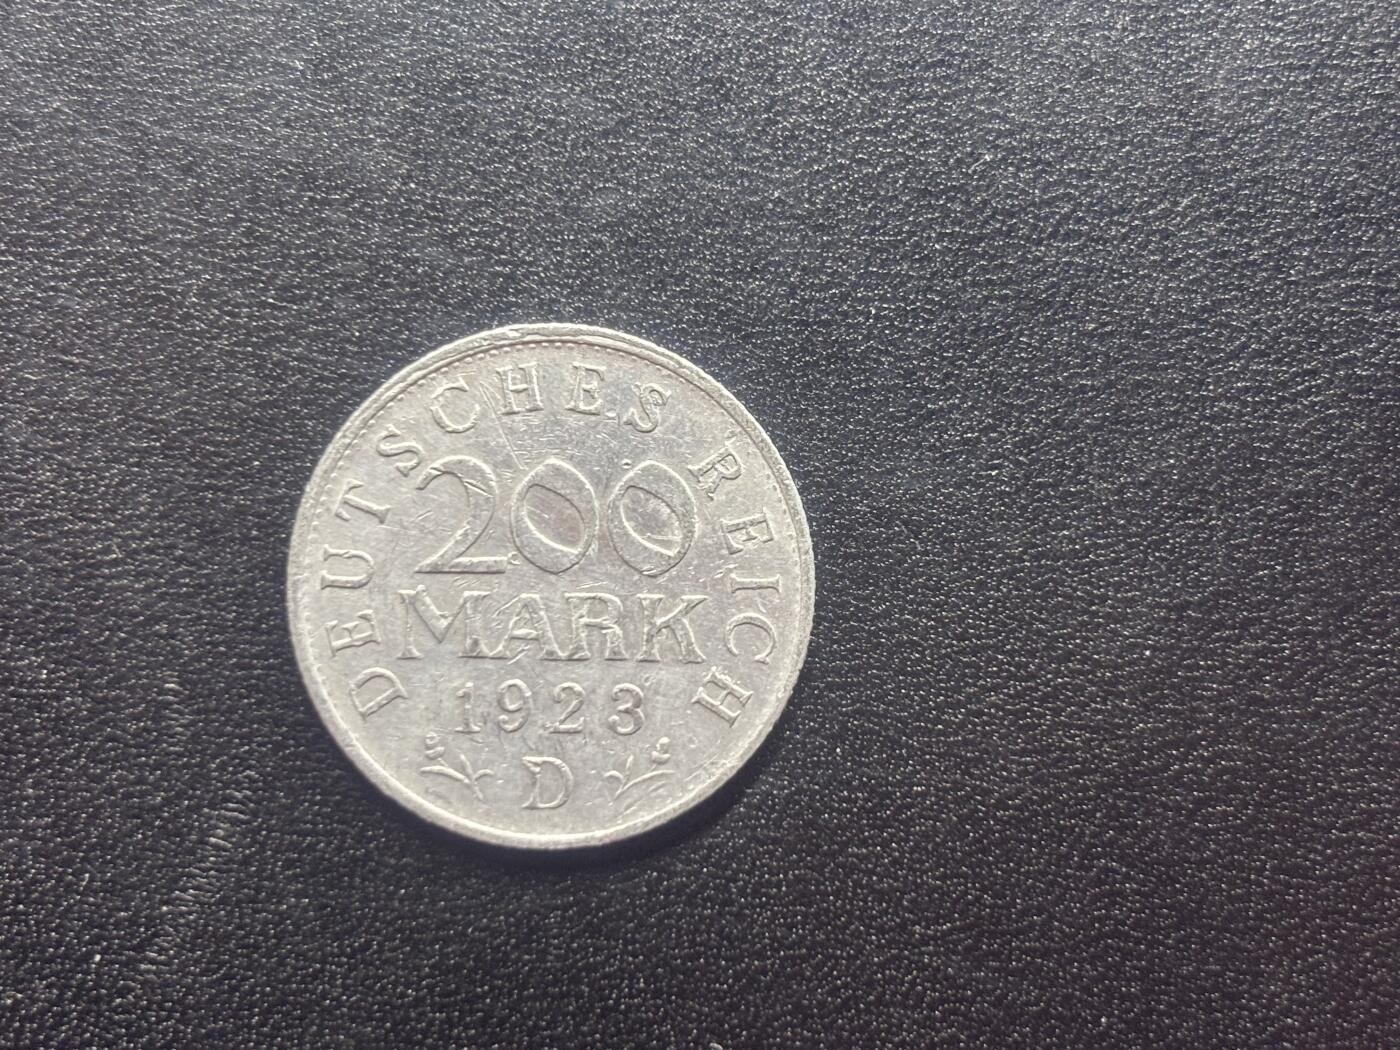 DEUTSCHES REICH
200
MARK
1923
D